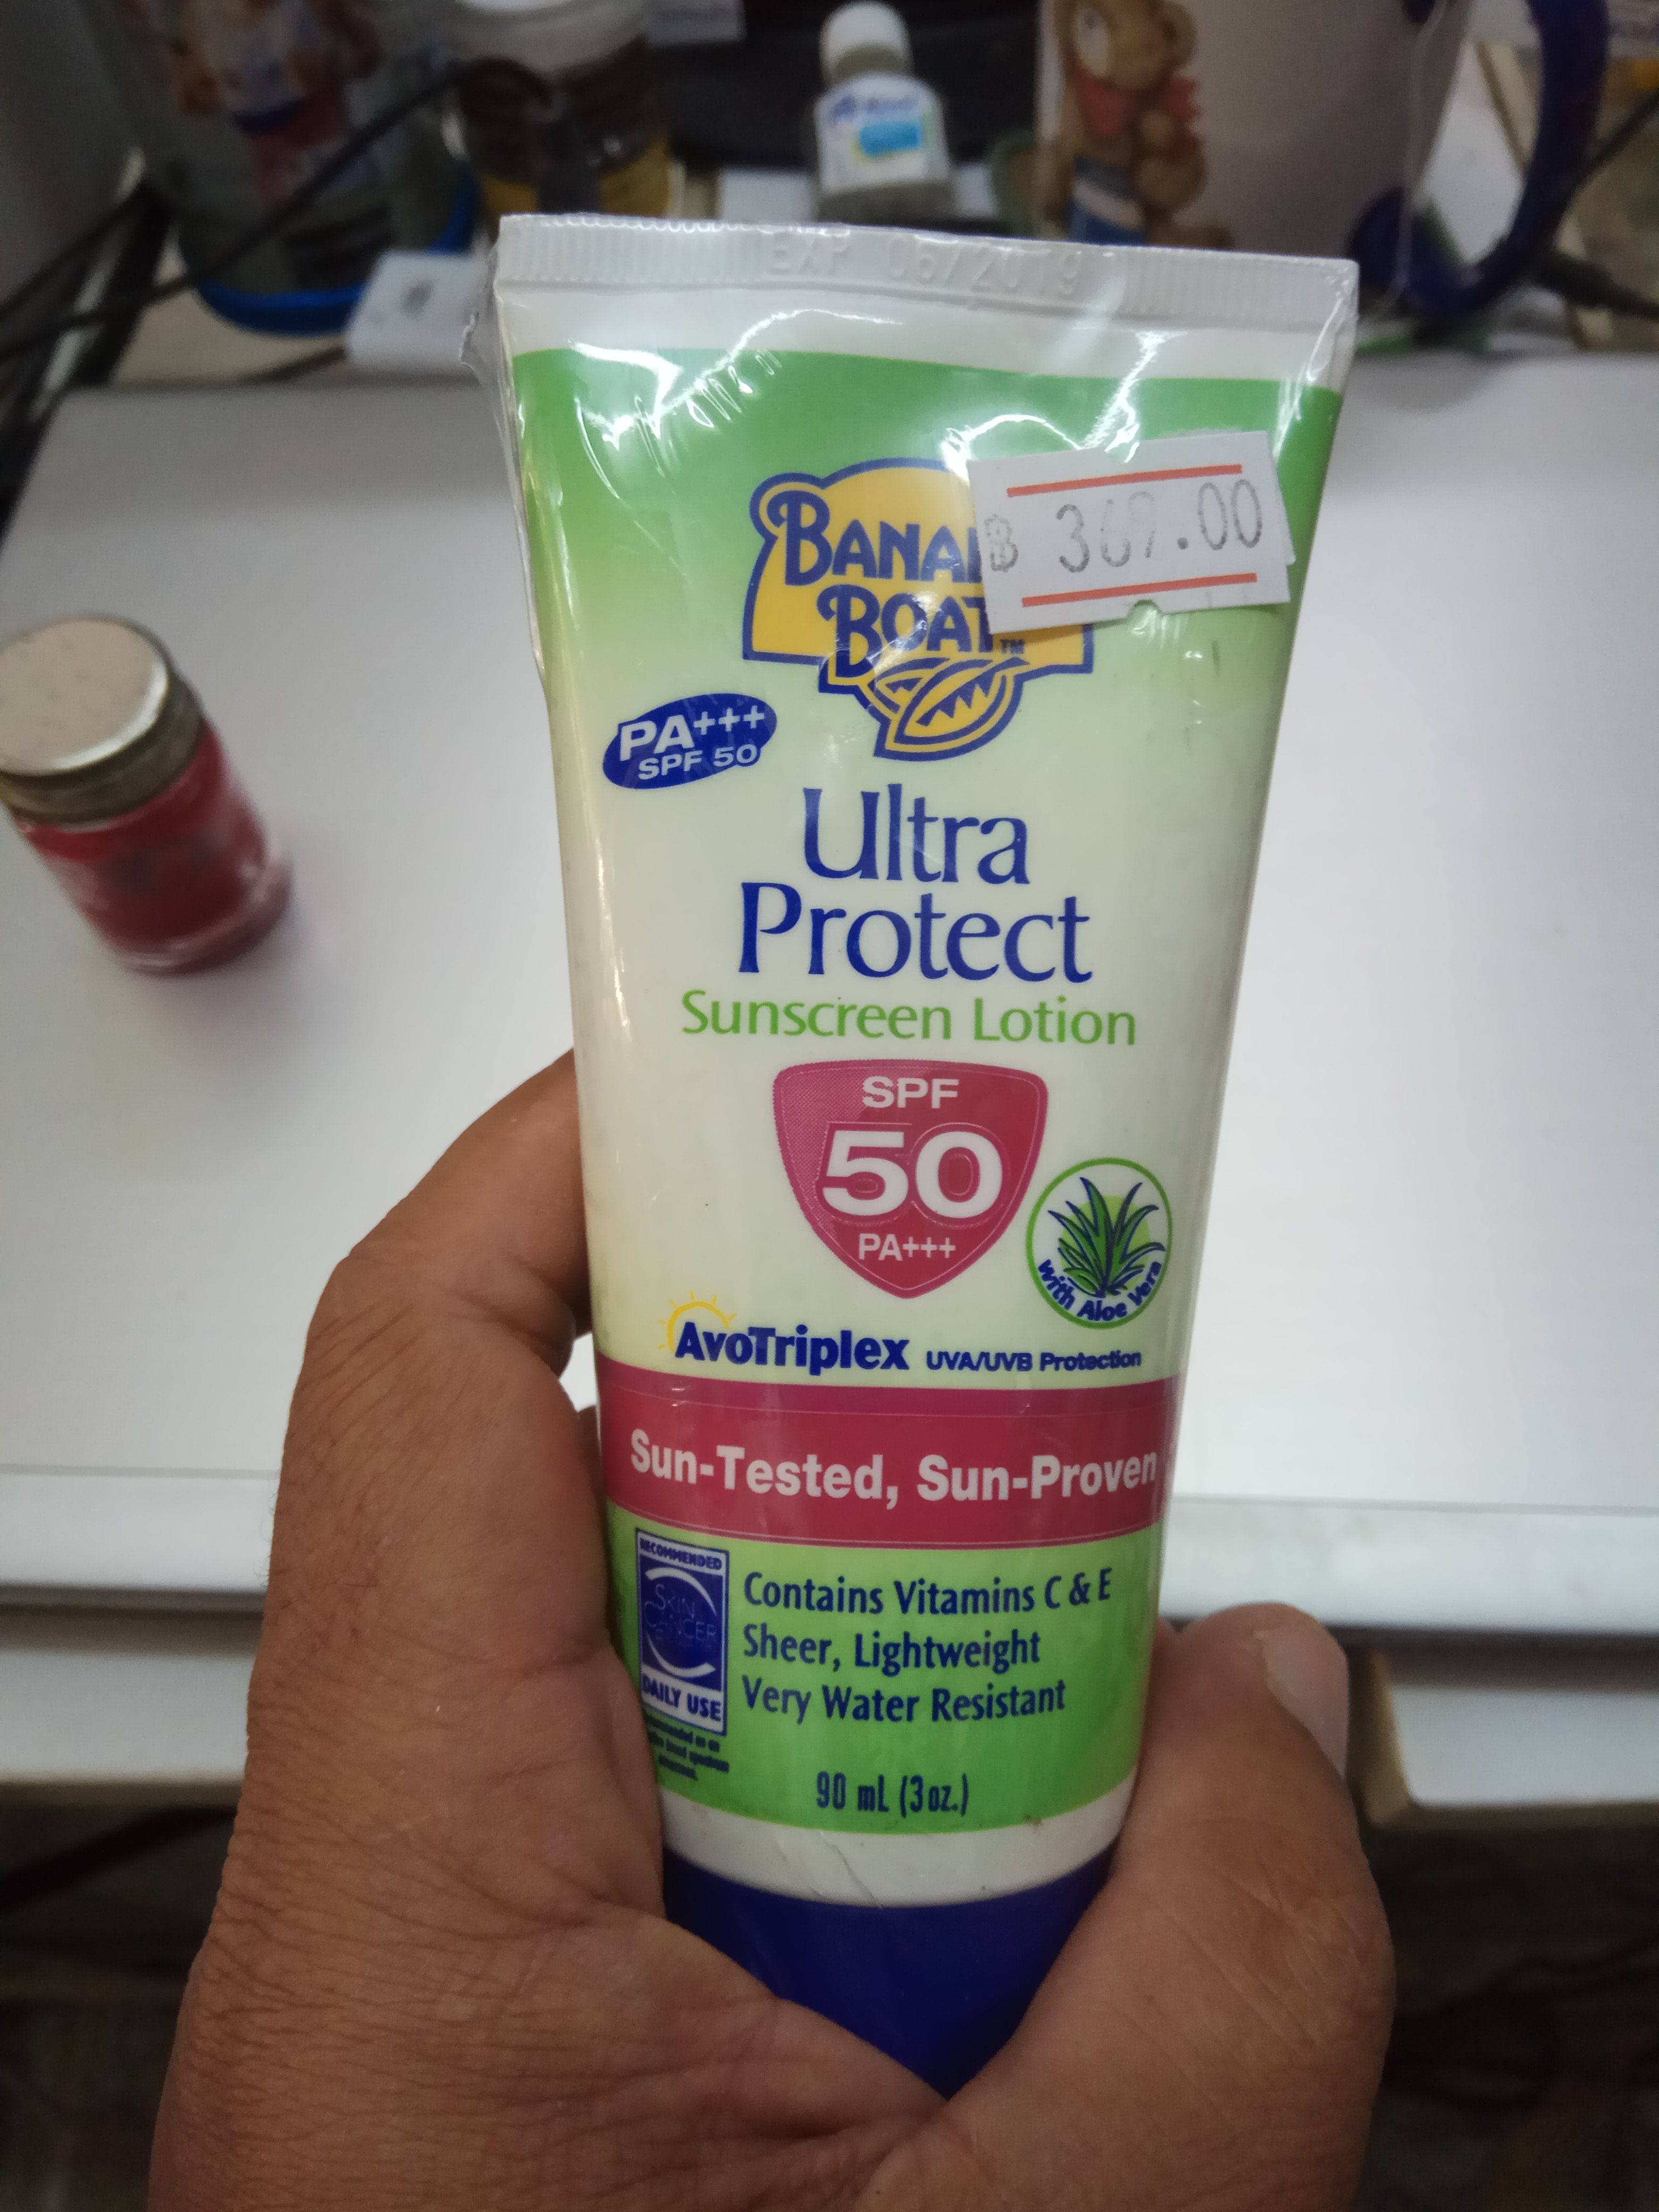 EXP 06/2019
฿ 369.00
BANANA
BOAT™
PA+++
SPF 50
Ultra
Protect
Sunscreen Lotion
SPF
50
PA+++
with Aloe Vera
AvoTriplex UVA/UVB Protection
Sun-Tested, Sun-Proven
RECOMMENDED
SKIN
CANCER
DAILY USE
Contains Vitamins C & E
Sheer, Lightweight
Very Water Resistant
90 mL (3 oz.)